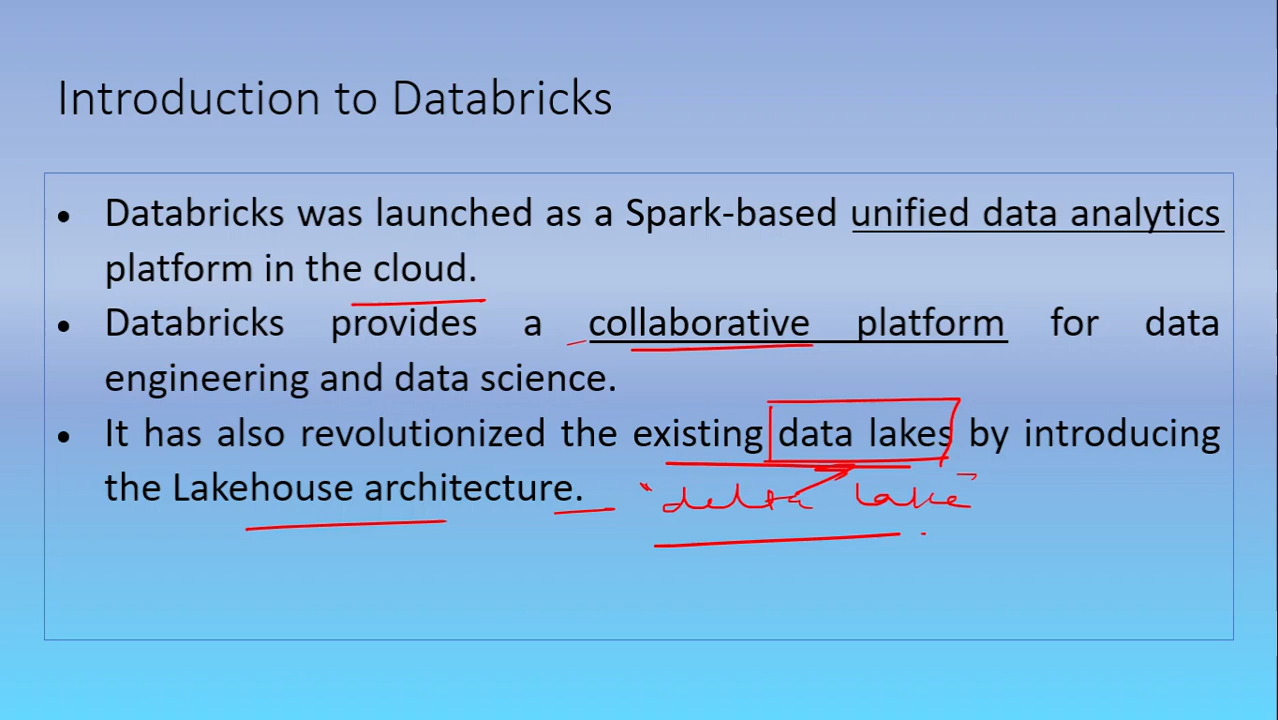 Introduction to Databricks
• Databricks was launched as a Spark-based unified data analytics
platform in the cloud.
• Databricks provides a collaborative platform for data
engineering and data science.
• It has also revolutionized the existing data lakes by introducing
the Lakehouse architecture.
"delta lake"